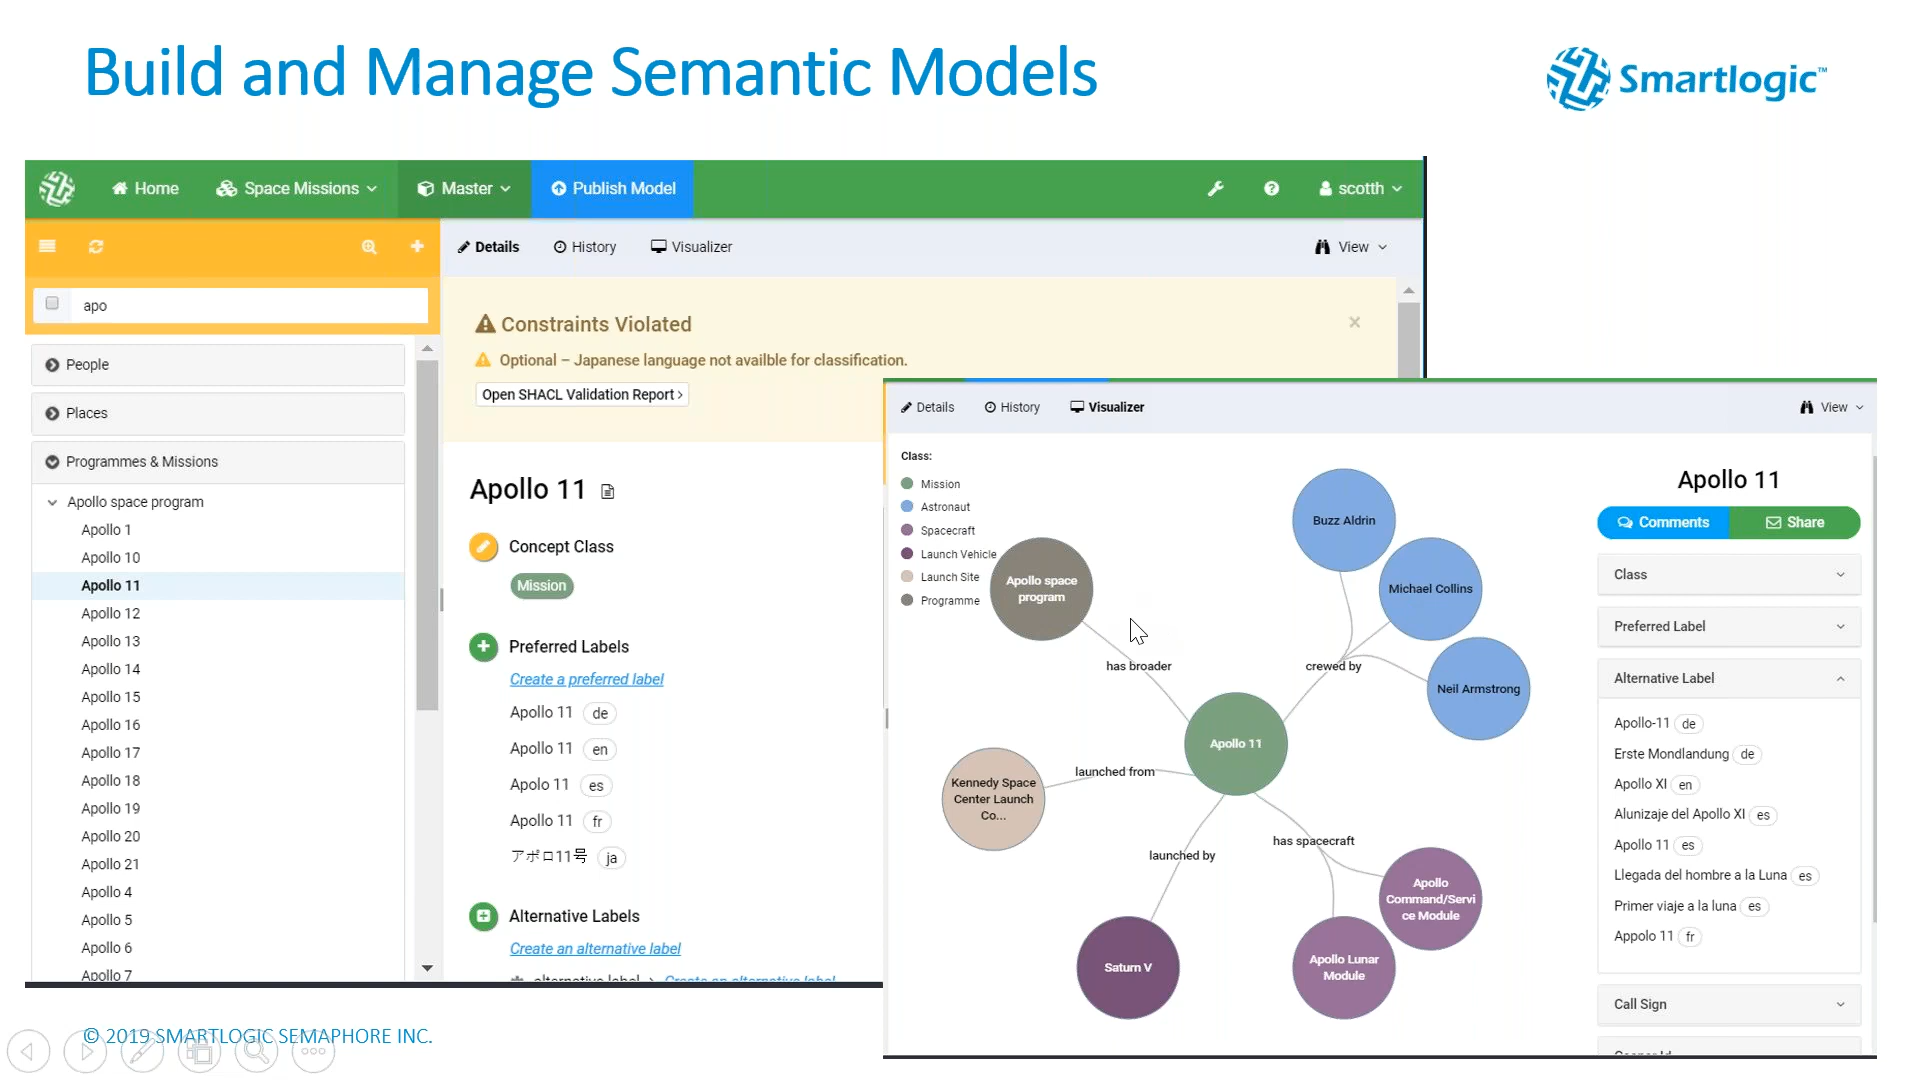 Build and Manage Semantic Models
Smartlogic™
Home
Space Missions
Master
Publish Model
scotth
Details
History
Visualizer
View
apo
People
Places
Programmes & Missions
Apollo space program
Apollo 1
Apollo 10
Apollo 11
Apollo 12
Apollo 13
Apollo 14
Apollo 15
Apollo 16
Apollo 17
Apollo 18
Apollo 19
Apollo 20
Apollo 21
Apollo 4
Apollo 5
Apollo 6
Apollo 7
Constraints Violated
Optional – Japanese language not availble for classification.
Open SHACL Validation Report
Apollo 11
Concept Class
Mission
Preferred Labels
Create a preferred label
Apollo 11 de
Apollo 11 en
Apolo 11 es
Apollo 11 fr
アポロ11号 ja
Alternative Labels
Create an alternative label
alternative label Create an alternative label
Details
History
Visualizer
View
Class:
Mission
Astronaut
Spacecraft
Launch Vehicle
Launch Site
Programme
Apollo space
program
has broader
Buzz Aldrin
Michael Collins
Neil Armstrong
crewed by
Apollo 11
launched from
Kennedy Space
Center Launch
Co...
launched by
Saturn V
has spacecraft
Apollo
Command/Servi
ce Module
Apollo Lunar
Module
Apollo 11
Comments
Share
Class
Preferred Label
Alternative Label
Apollo-11 de
Erste Mondlandung de
Apollo XI en
Alunizaje del Apollo XI es
Apollo 11 es
Llegada del hombre a la Luna es
Primer viaje a la luna es
Appolo 11 fr
Call Sign
© 2019 SMARTLOGIC SEMAPHORE INC.